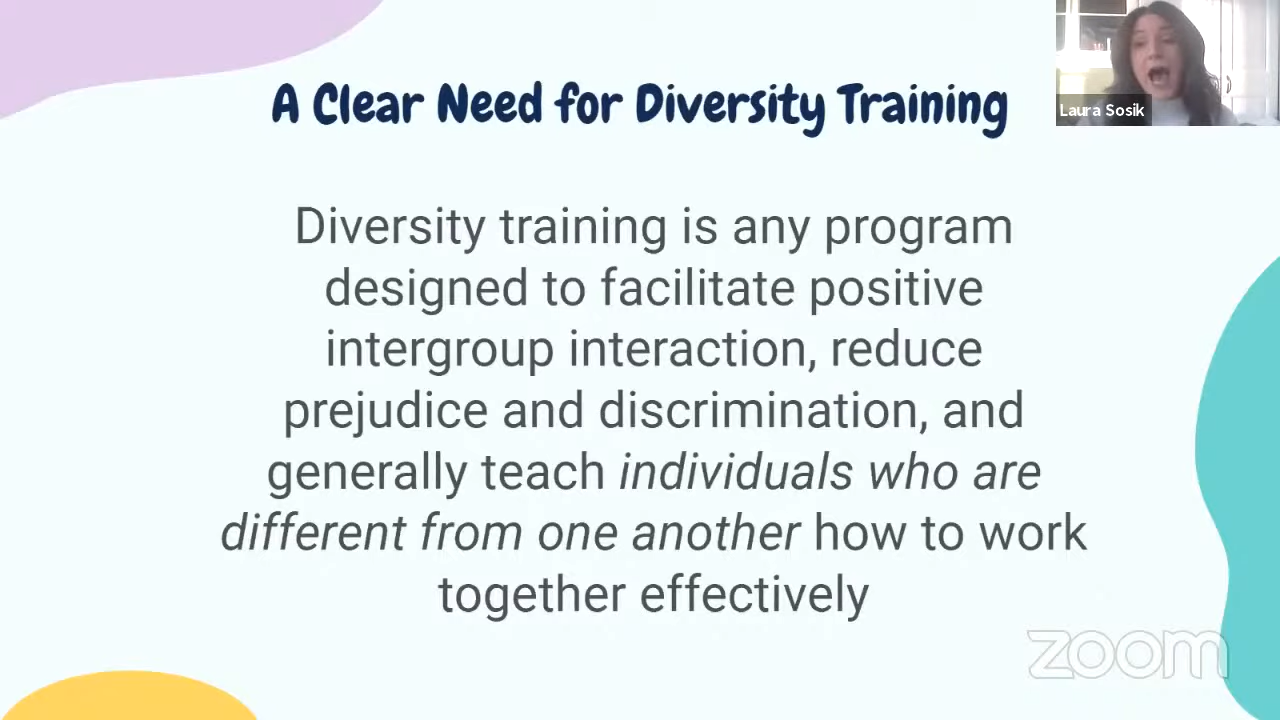 A Clear Need for Diversity Training
Laura Sosik
Diversity training is any program
designed to facilitate positive
intergroup interaction, reduce
prejudice and discrimination, and
generally teach individuals who are
different from one another how to work
together effectively
zoom